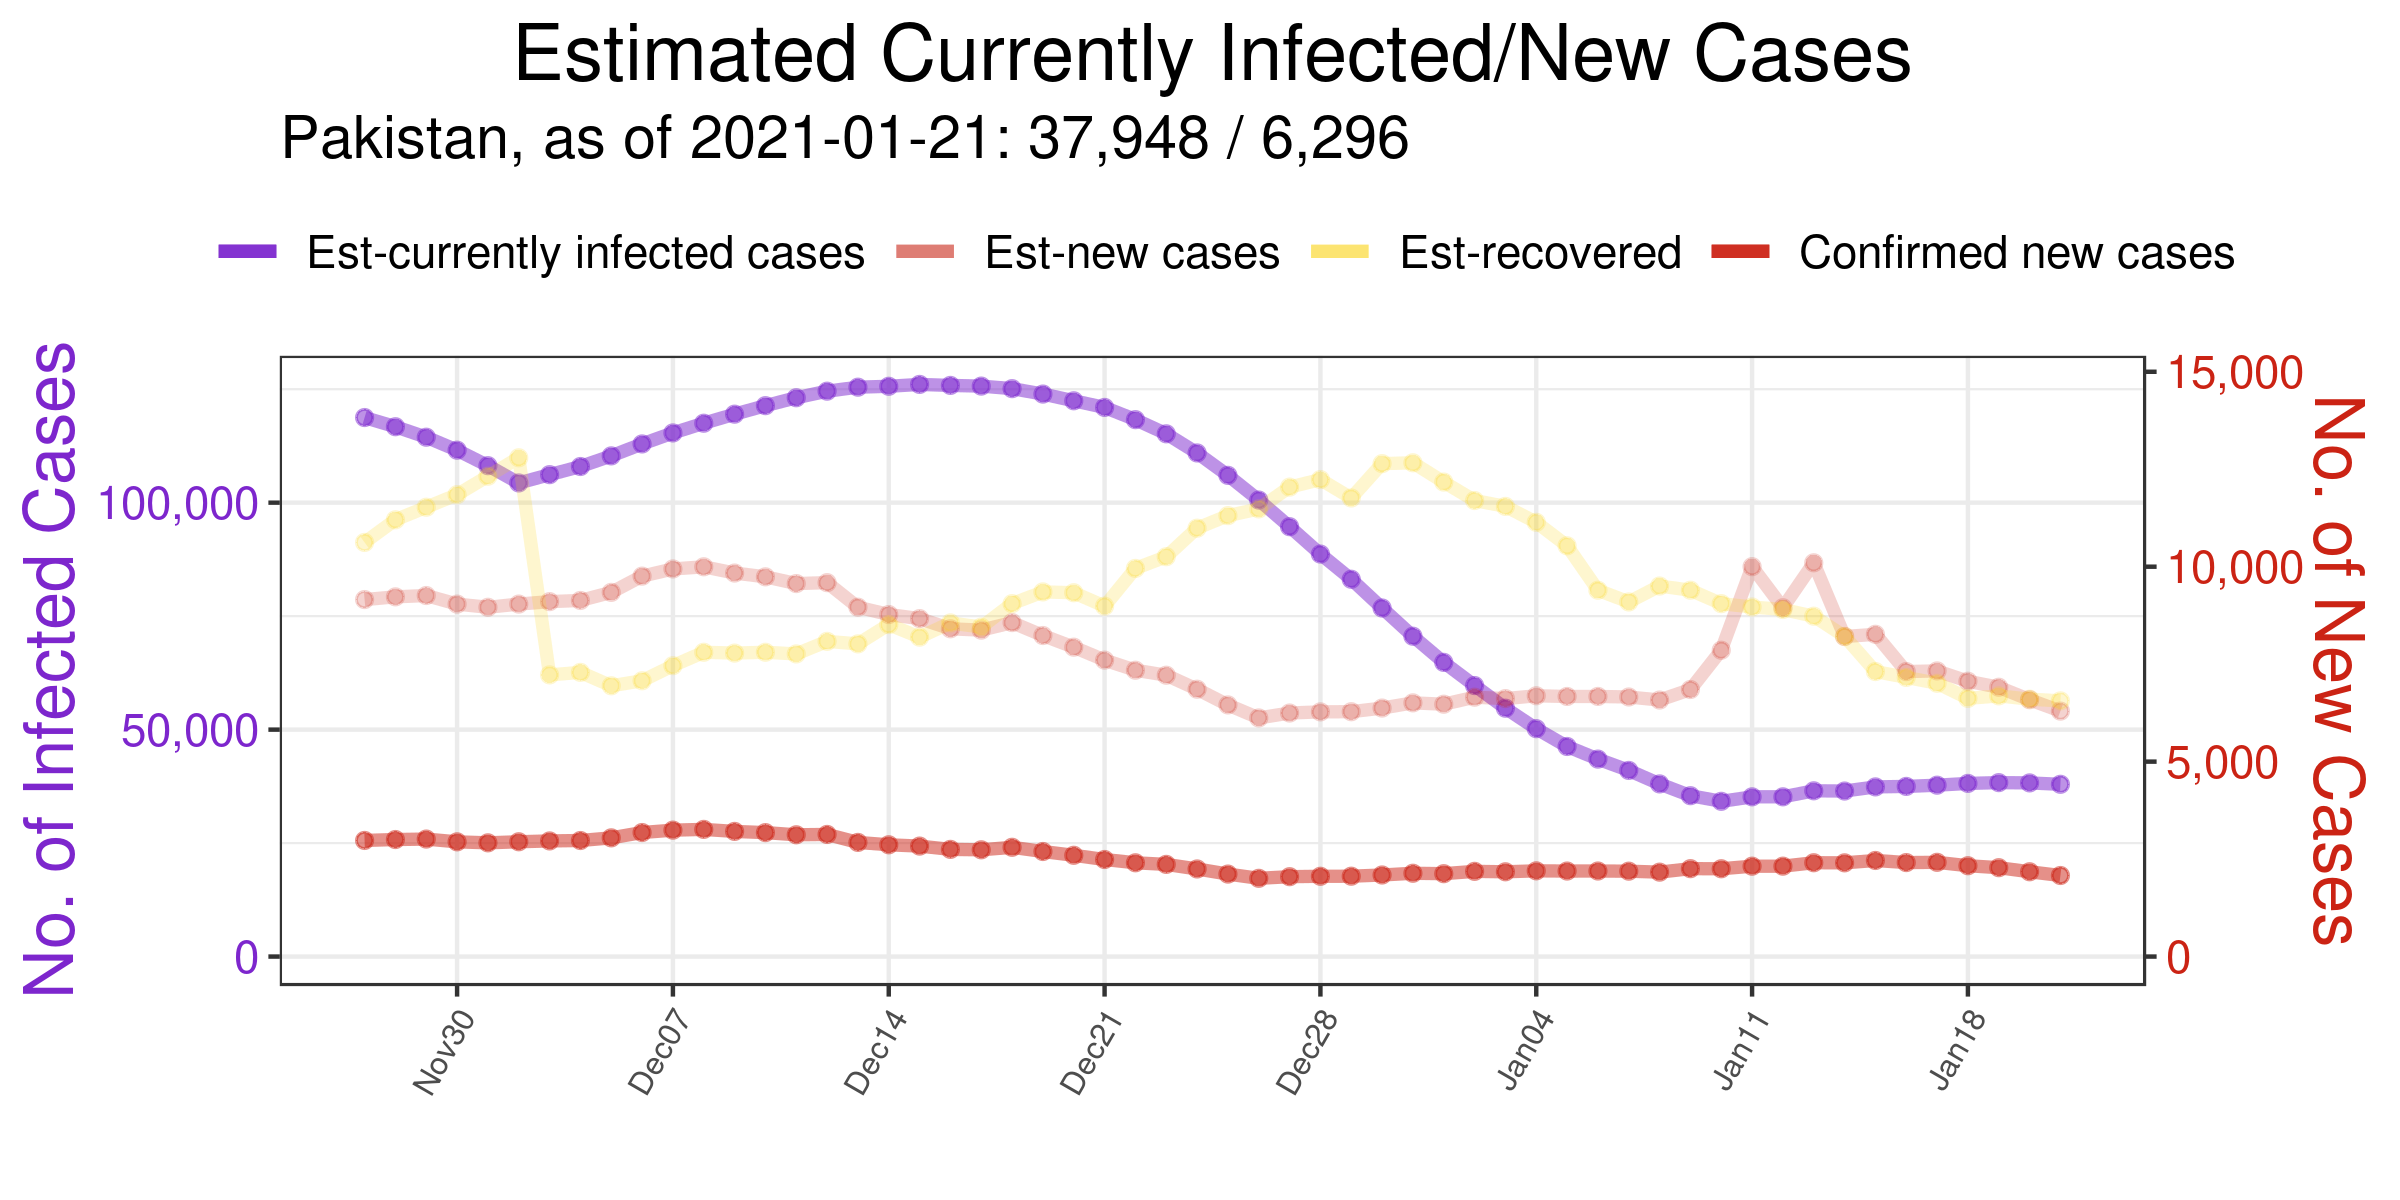 Estimated Currently Infected/New Cases
Pakistan, as of 2021-01-21: 37,948 / 6,296
Est-currently infected cases Est-new cases Est-recovered Confirmed new cases
No. of Infected Cases
100,000
50,000
0
15,000
10,000
5,000
0
No. of New Cases
Nov30 Dec07 Dec14 Dec21 Dec28 Jan04 Jan11 Jan18